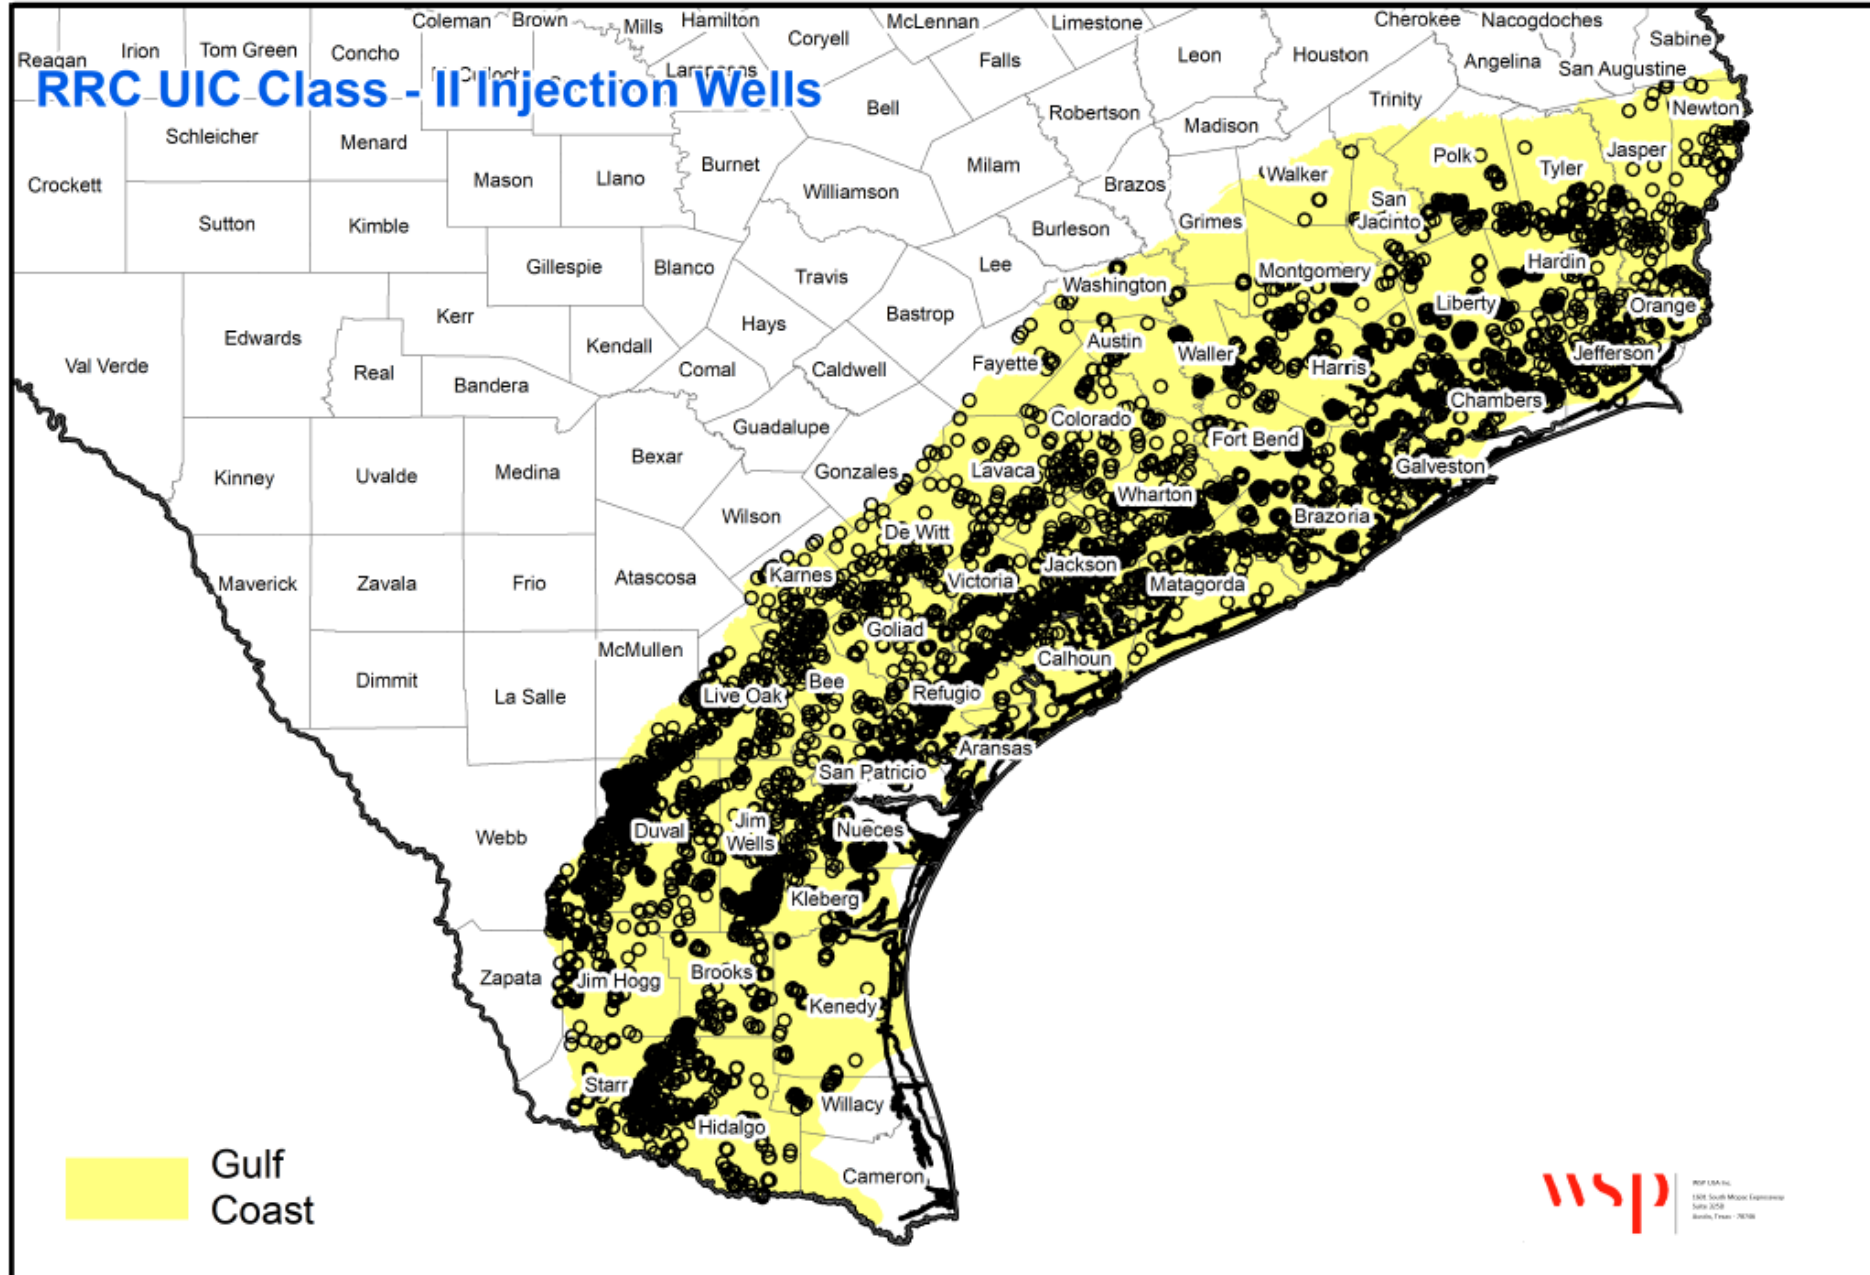 Coleman Brown Mills Hamilton McLennan Limestone Cherokee Nacogdoches
Reagan Irion Tom Green Concho Coryell Falls Leon Houston Angelina San Augustine Sabine
RRC UIC Class - II Injection Wells
Lampasas
Schleicher Menard Bell Robertson Madison Trinity Newton
Crockett Mason Llano Burnet Williamson Milam Brazos Walker Polk Tyler Jasper
Sutton Kimble Burleson Grimes San
Jacinto
Gillespie Blanco Travis Lee Washington Montgomery Hardin
Edwards Kerr Hays Bastrop Liberty Orange
Val Verde Real Bandera Kendall Comal Caldwell Fayette Austin Waller Harris Jefferson
Guadalupe Colorado Fort Bend Chambers
Kinney Uvalde Medina Bexar Gonzales Lavaca Galveston
Wilson De Witt Wharton Brazoria
Maverick Zavala Frio Atascosa Karnes Victoria Jackson Matagorda
McMullen Goliad Calhoun
Dimmit La Salle Live Oak Bee Refugio
San Patricio Aransas
Webb Duval Jim
Wells Nueces
Kleberg
Zapata Jim Hogg Brooks Kenedy
Starr Hidalgo Willacy
Cameron
Gulf
Coast
wsp
WSP USA Inc.